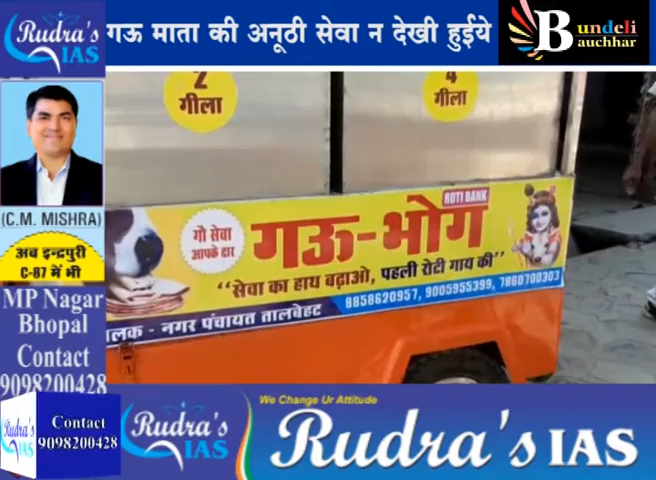 Rudra's
IAS
गऊ माता की अनूठी सेवा न देखी हुईये
Bundeli
Bauchhar
2
गीला
4
गीला
(C.M. MISHRA)
अब इन्द्रपुरी
C-87 में भी
MP Nagar
Bhopal
Contact
9098200428
ROTI BANK
गौ सेवा
आपके द्वार
गऊ-भोग
“सेवा का हाथ बढ़ाओ, पहली रोटी गाय की”
8858620957, 9005955399, 7860700303
लक - नगर पंचायत तालबेहट
Rudra's
IAS
Contact
9098200428
Rudra's
IAS
We Change Ur Attitude
Rudra's IAS